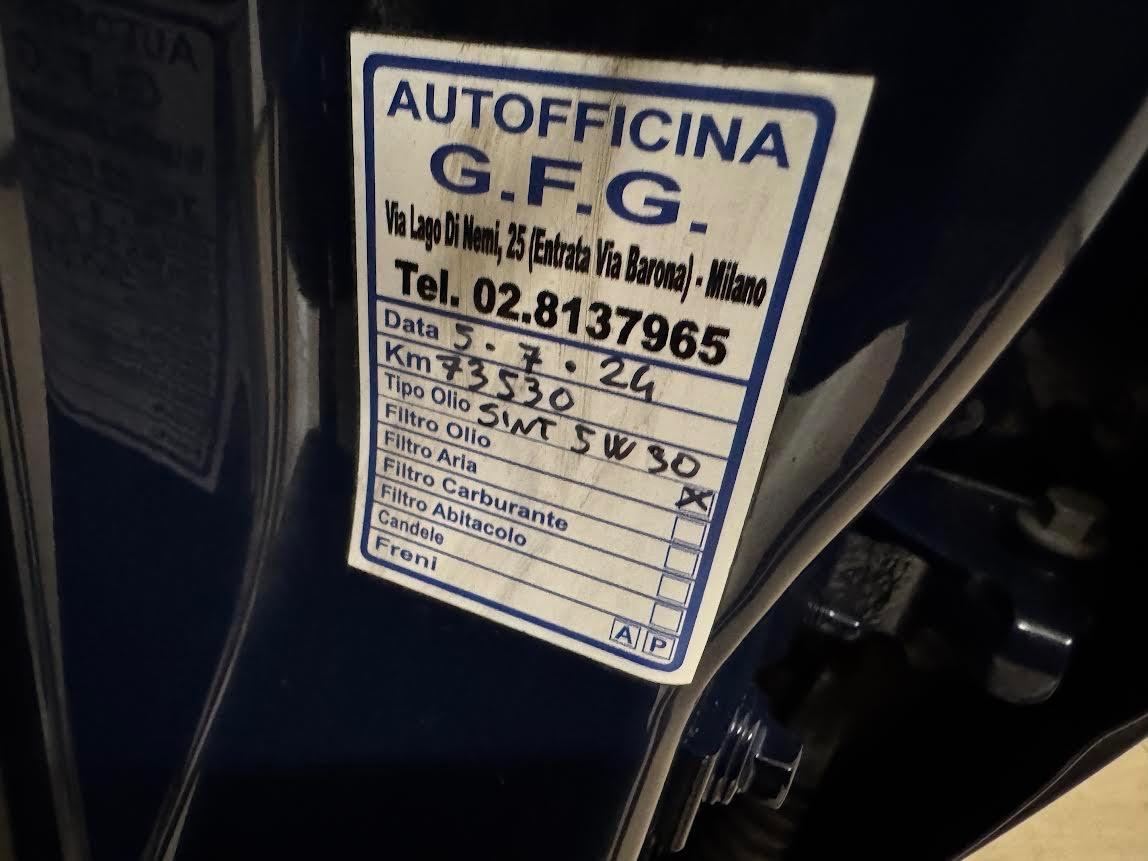 AUTOFFICINA
G.F.G.
Via Lago Di Nemi, 25 (Entrata Via Barona) - Milano
Tel. 02.8137965
Data 5.7.24
Km 73530
Tipo Olio SINT 5W30
Filtro Olio X
Filtro Aria
Filtro Carburante
Filtro Abitacolo
Candele
Freni A P